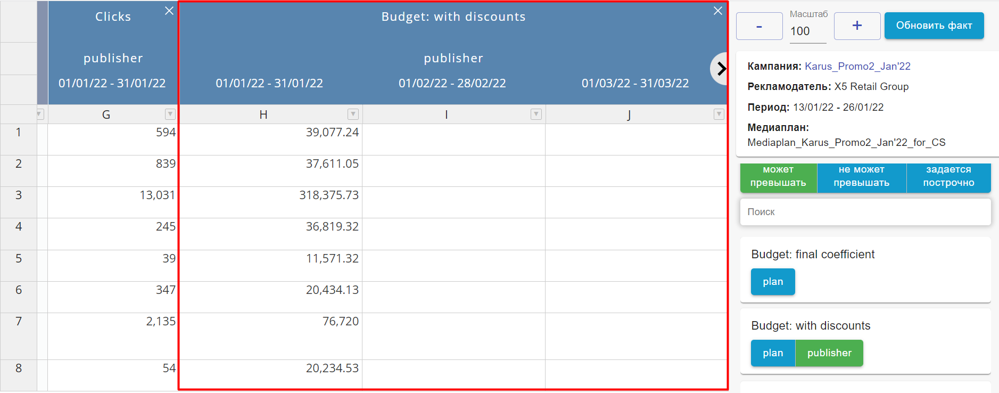 Clicks
Budget: with discounts
publisher
publisher
01/01/22 - 31/01/22
01/01/22 - 31/01/22
01/02/22 - 28/02/22
01/03/22 - 31/03/22
G
H
I
J
1
594
39,077.24
2
839
37,611.05
3
13,031
318,375.73
4
245
36,819.32
5
39
11,571.32
6
347
20,434.13
7
2,135
76,720
8
54
20,234.53
-
Масштаб
100
+
Обновить факт
Кампания: Karus_Promo2_Jan'22
Рекламодатель: X5 Retail Group
Период: 13/01/22 - 26/01/22
Медиаплан:
Mediaplan_Karus_Promo2_Jan'22_for_CS
может
превышать
не может
превышать
задается
построчно
Поиск
Budget: final coefficient
plan
Budget: with discounts
plan
publisher